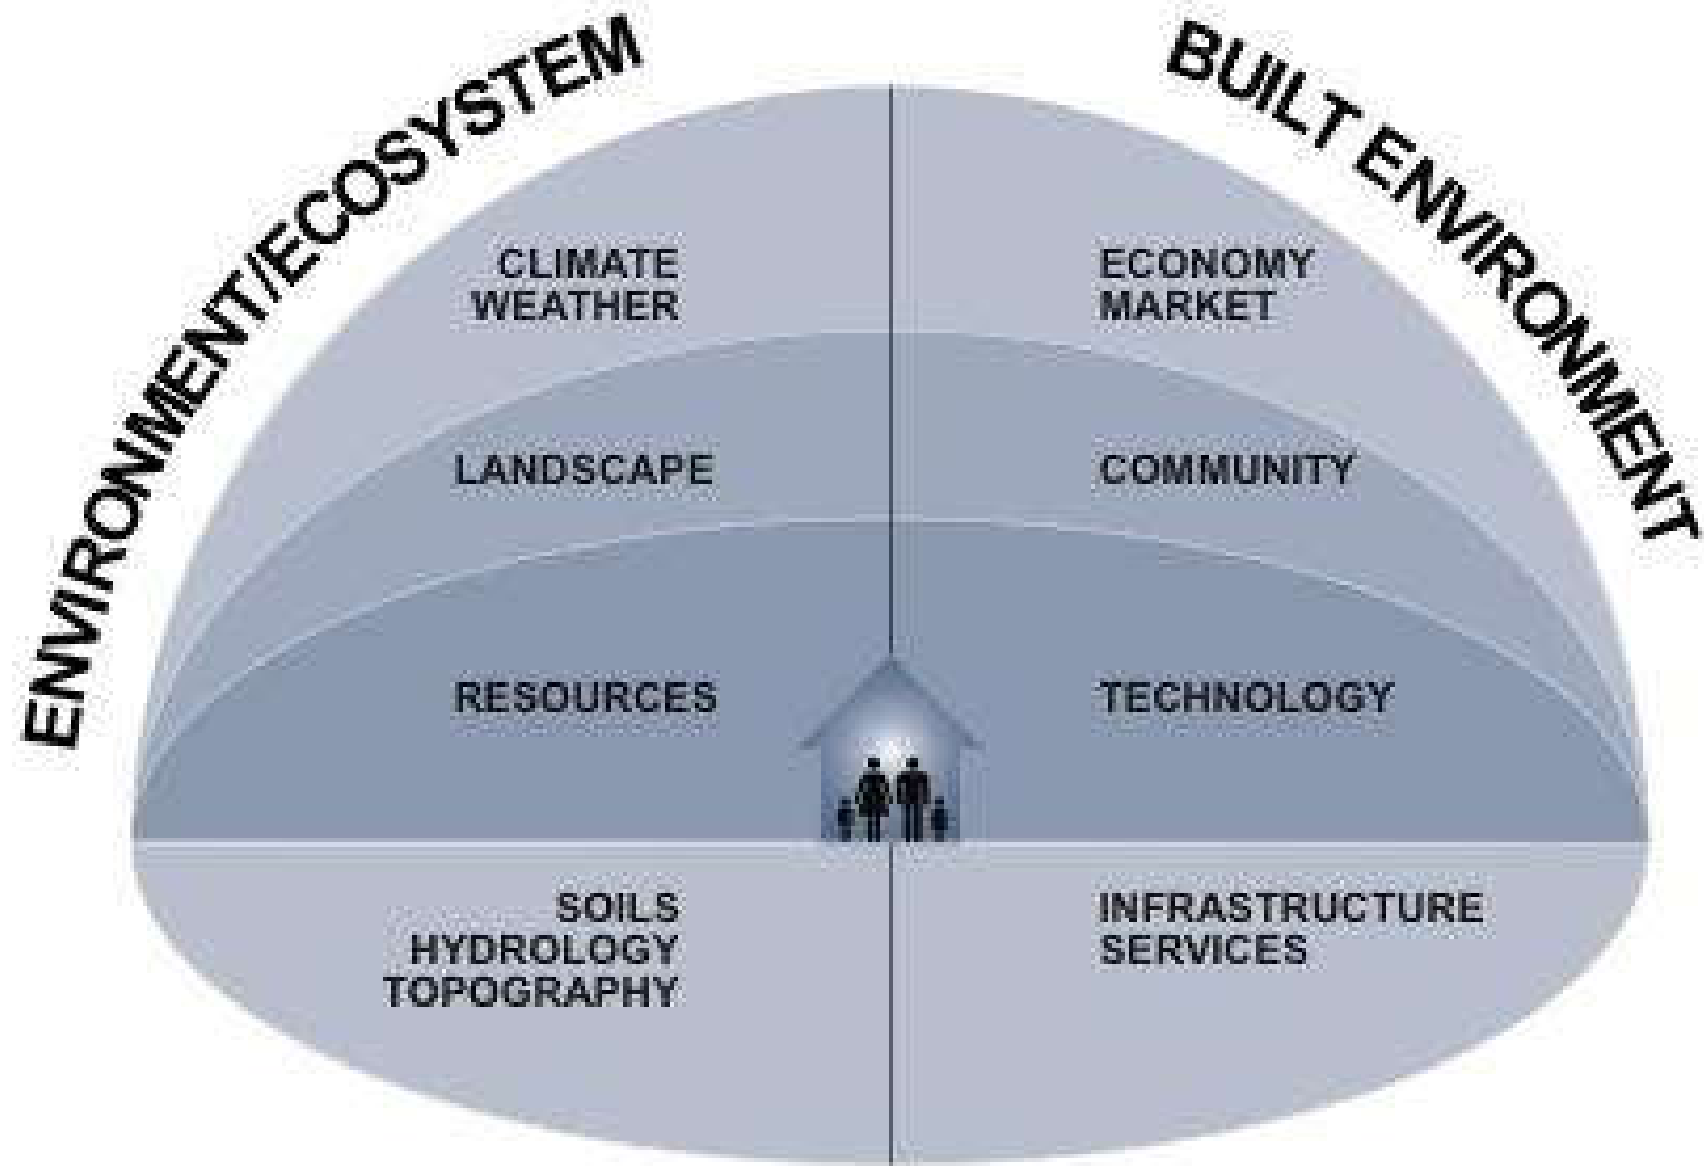 ENVIRONMENT/ECOSYSTEM
BUILT ENVIRONMENT
CLIMATE
WEATHER
ECONOMY
MARKET
LANDSCAPE
COMMUNITY
RESOURCES
TECHNOLOGY
SOILS
HYDROLOGY
TOPOGRAPHY
INFRASTRUCTURE
SERVICES